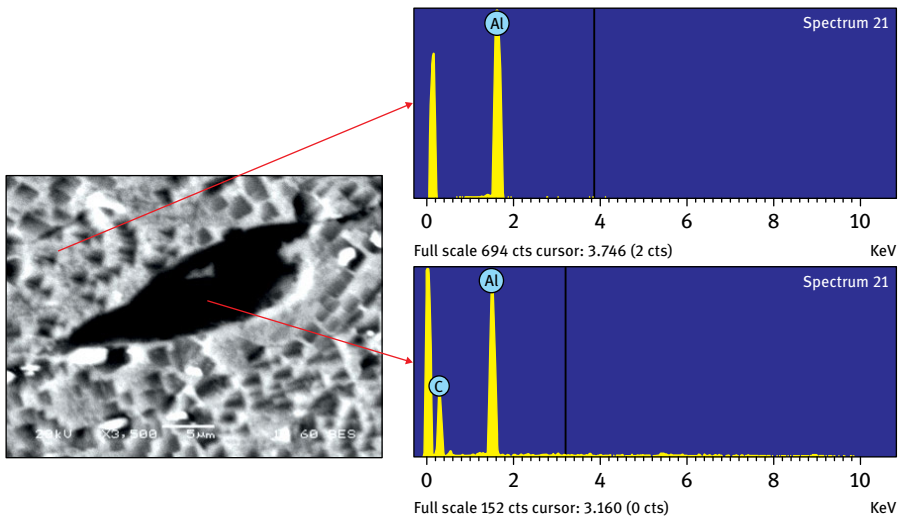 Al
Spectrum 21
0 2 4 6 8 10
Full scale 694 cts cursor: 3.746 (2 cts) KeV
Al
Spectrum 21
C
0 2 4 6 8 10
Full scale 152 cts cursor: 3.160 (0 cts) KeV
20kV X3,500 5μm 60 BES